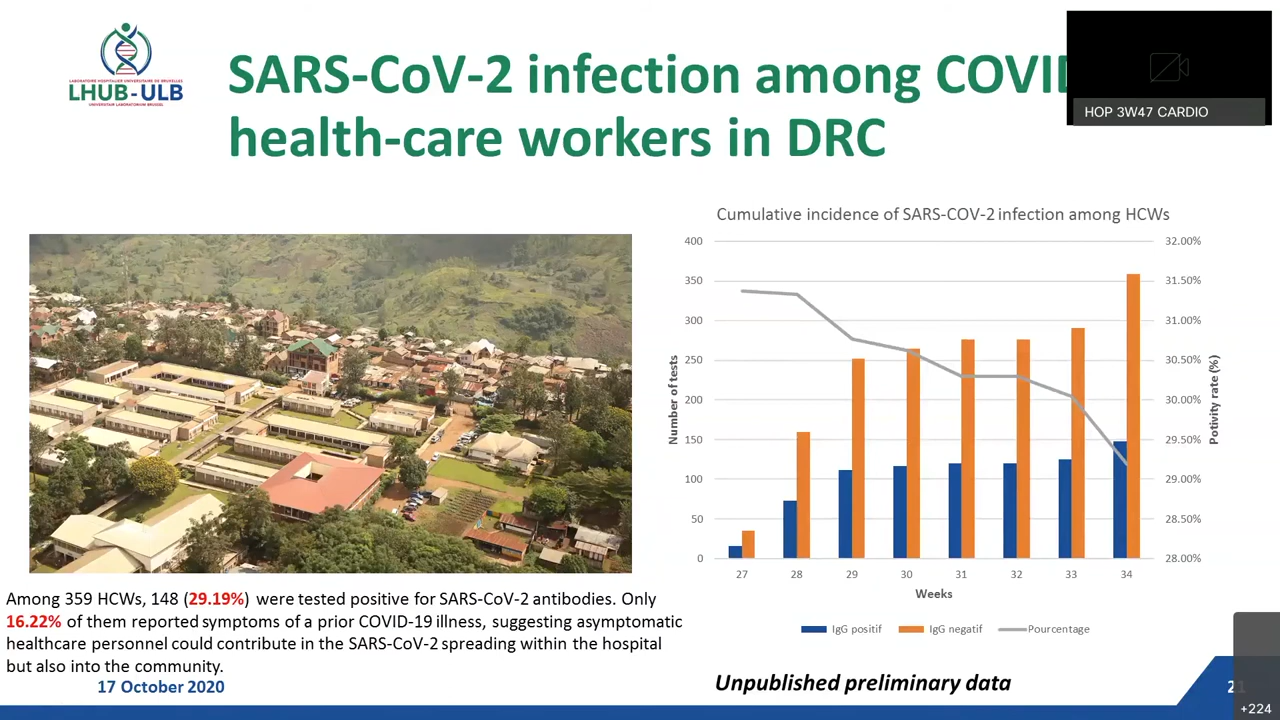 LABORATOIRE HOSPITALIER UNIVERSITAIRE DE BRUXELLES
LHUB-ULB
UNIVERSITAIR LABORATORIUM BRUSSEL
SARS-CoV-2 infection among COVID
health-care workers in DRC
HOP 3W47 CARDIO
Cumulative incidence of SARS-COV-2 infection among HCWs
400
350
300
250
200
150
100
50
0
Number of tests
32.00%
31.50%
31.00%
30.50%
30.00%
29.50%
29.00%
28.50%
28.00%
Potivity rate (%)
27 28 29 30 31 32 33 34
Weeks
IgG positif IgG negatif Pourcentage
Among 359 HCWs, 148 (29.19%) were tested positive for SARS-CoV-2 antibodies. Only
16.22% of them reported symptoms of a prior COVID-19 illness, suggesting asymptomatic
healthcare personnel could contribute in the SARS-CoV-2 spreading within the hospital
but also into the community.
17 October 2020
Unpublished preliminary data
+224